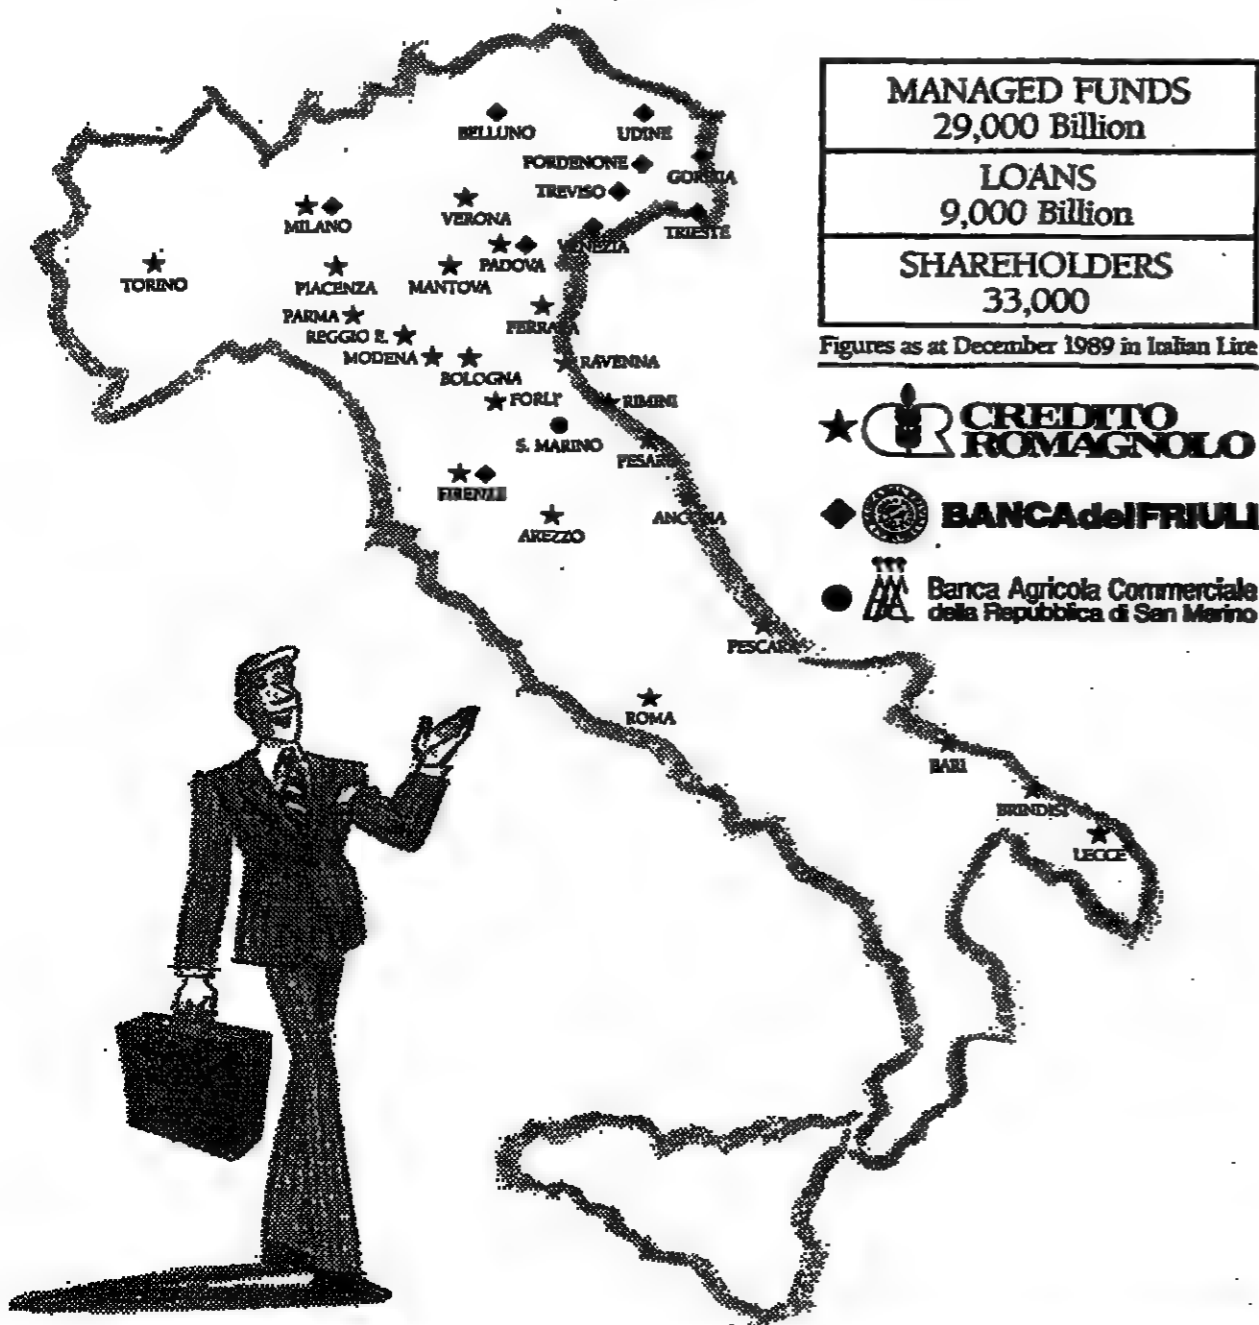 MANAGED FUNDS
29,000 Billion
LOANS
9,000 Billion
SHAREHOLDERS
33,000
Figures as at December 1989 in Italian Lire
CREDITO
ROMAGNOLO
BANCAdelFRIULI
Banca Agricola Commerciale
della Repubblica di San Marino
BELLUNO
UDINE
PORDENONE
GORIZIA
TREVISO
MILANO
VERONA
VENEZIA
TRIESTE
PADOVA
TORINO
PIACENZA
MANTOVA
PARMA
FERRARA
REGGIO E.
MODENA
BOLOGNA
RAVENNA
FORLI'
RIMINI
S. MARINO
PESARO
FIRENZE
ANCONA
AREZZO
PESCARA
ROMA
BARI
BRINDISI
LECCE